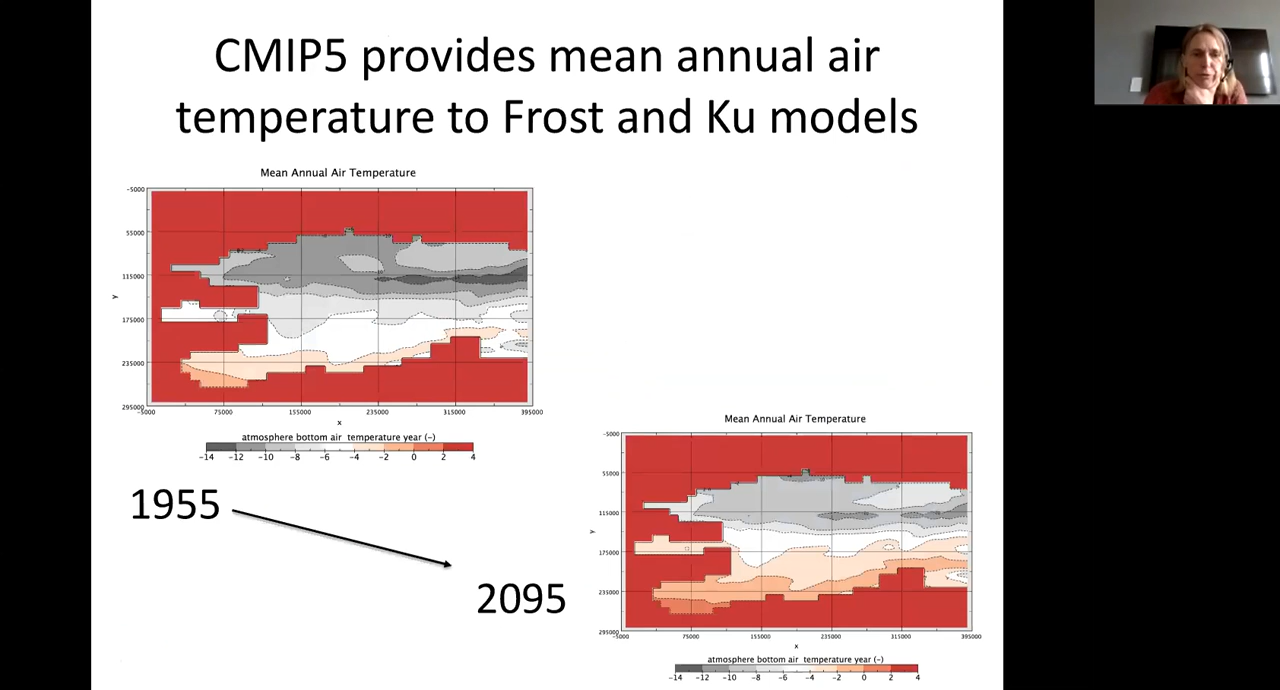 CMIP5 provides mean annual air
temperature to Frost and Ku models
Mean Annual Air Temperature
-5000
55000
115000
175000
235000
295000
y
-5000 75000 155000 235000 315000 395000
x
atmosphere bottom air temperature year (-)
-14 -12 -10 -8 -6 -4 -2 0 2 4
1955
2095
Mean Annual Air Temperature
-5000
55000
115000
175000
235000
295000
y
-5000 75000 155000 235000 315000 395000
x
atmosphere bottom air temperature year (-)
-14 -12 -10 -8 -6 -4 -2 0 2 4